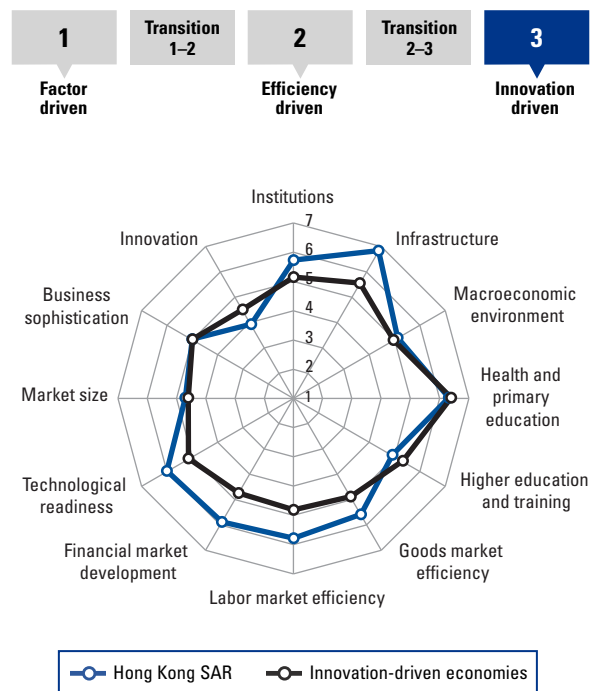 1
Transition
1–2
2
Transition
2–3
3
Factor
driven
Efficiency
driven
Innovation
driven
Institutions
7
6
5
4
3
2
1
Infrastructure
Macroeconomic
environment
Health and
primary
education
Higher education
and training
Goods market
efficiency
Labor market efficiency
Financial market
development
Technological
readiness
Market size
Business
sophistication
Innovation
Hong Kong SAR
Innovation-driven economies